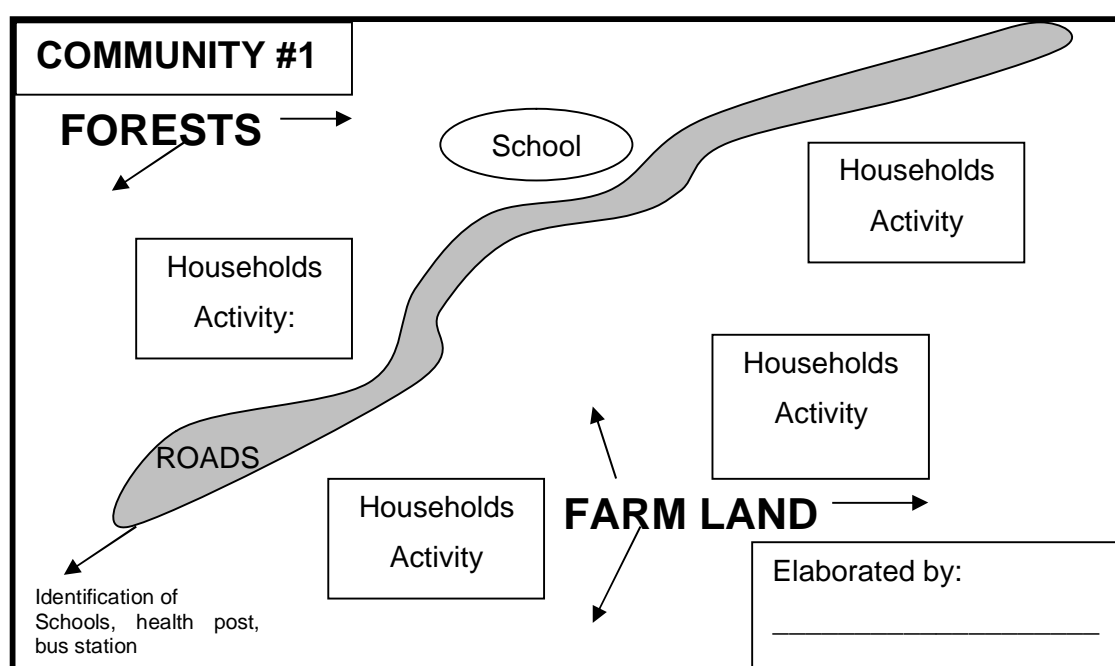 COMMUNITY #1
FORESTS
School
Households
Activity
Households
Activity:
Households
Activity
ROADS
Households
Activity
FARM LAND
Elaborated by:
____________________
Identification of
Schools, health post,
bus station